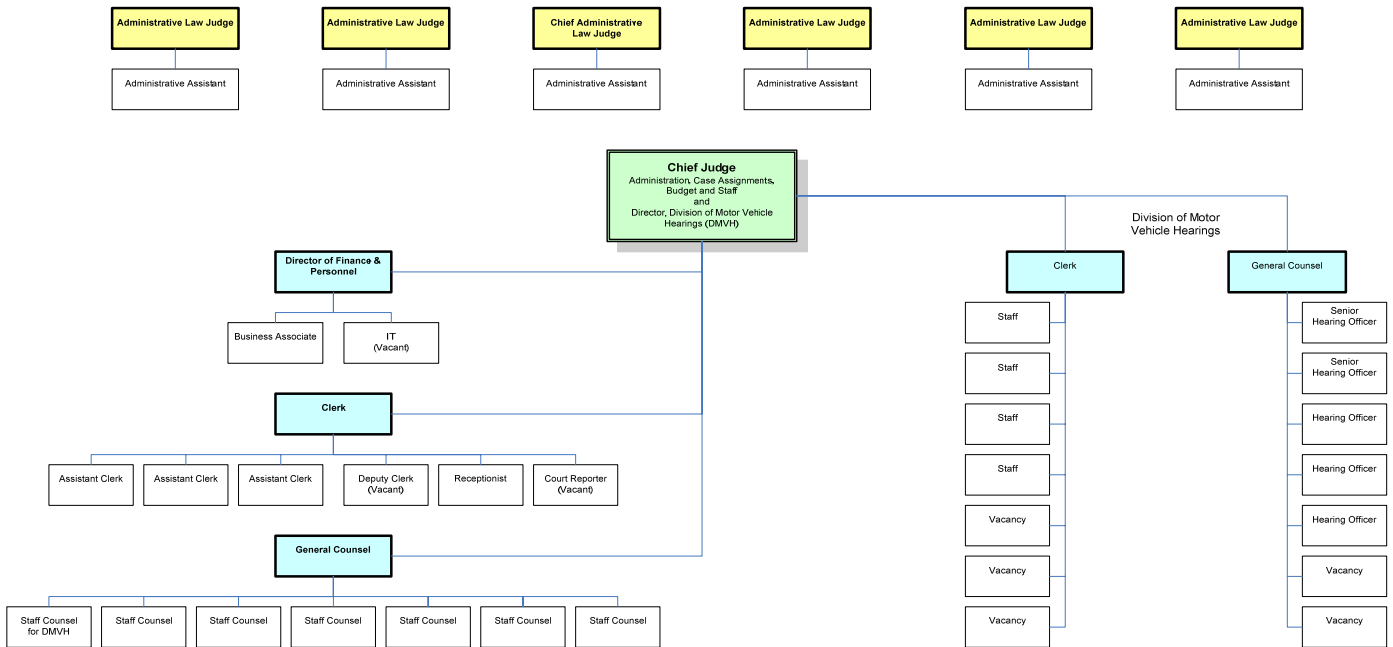 Administrative Law Judge
Administrative Law Judge
Chief Administrative
Law Judge
Administrative Law Judge
Administrative Law Judge
Administrative Law Judge
Administrative Assistant
Administrative Assistant
Administrative Assistant
Administrative Assistant
Administrative Assistant
Administrative Assistant
Chief Judge
Administration, Case Assignments,
Budget and Staff
and
Director, Division of Motor Vehicle
Hearings (DMVH)
Division of Motor
Vehicle Hearings
Director of Finance &
Personnel
Business Associate
IT
(Vacant)
Clerk
Assistant Clerk
Assistant Clerk
Assistant Clerk
Deputy Clerk
(Vacant)
Receptionist
Court Reporter
(Vacant)
General Counsel
Staff Counsel
for DMVH
Staff Counsel
Staff Counsel
Staff Counsel
Staff Counsel
Staff Counsel
Staff Counsel
Clerk
Staff
Staff
Staff
Staff
Vacancy
Vacancy
Vacancy
General Counsel
Senior
Hearing Officer
Senior
Hearing Officer
Hearing Officer
Hearing Officer
Hearing Officer
Vacancy
Vacancy